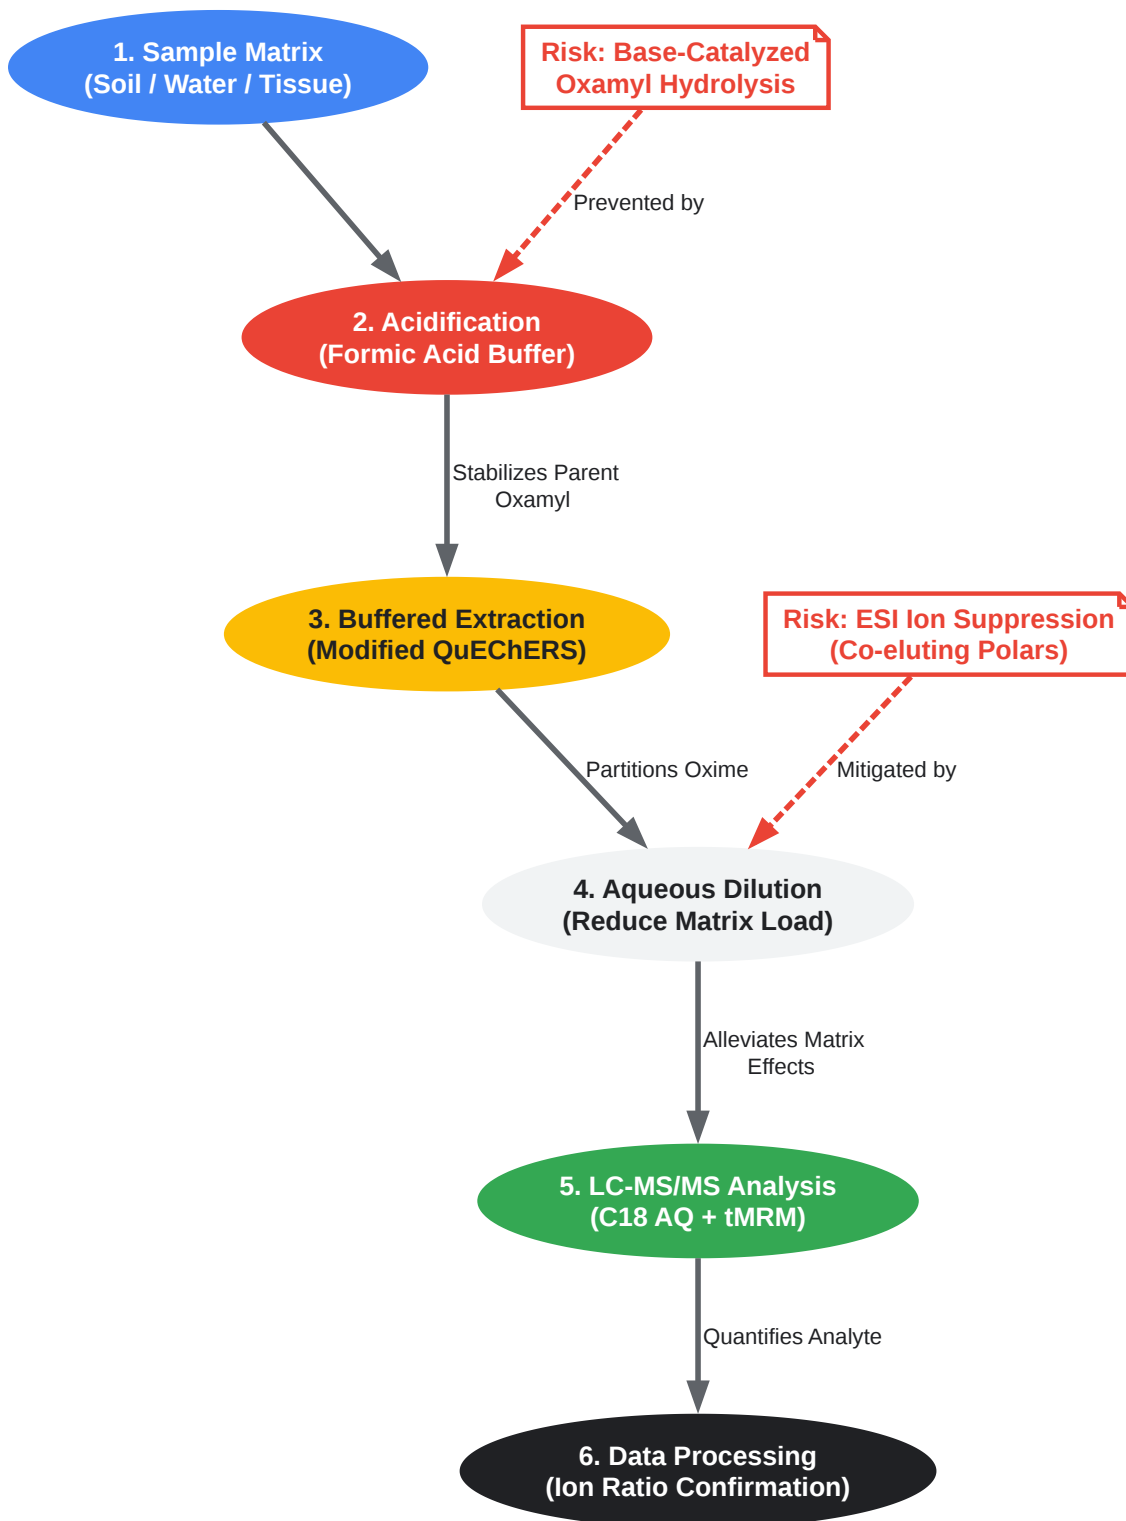 1. Sample Matrix
(Soil / Water / Tissue)
Risk: Base-Catalyzed
Oxamyl Hydrolysis
Prevented by
2. Acidification
(Formic Acid Buffer)
Stabilizes Parent
Oxamyl
3. Buffered Extraction
(Modified QuEChERS)
Risk: ESI Ion Suppression
(Co-eluting Polars)
Partitions Oxime
Mitigated by
4. Aqueous Dilution
(Reduce Matrix Load)
Alleviates Matrix
Effects
5. LC-MS/MS Analysis
(C18 AQ + tMRM)
Quantifies Analyte
6. Data Processing
(Ion Ratio Confirmation)